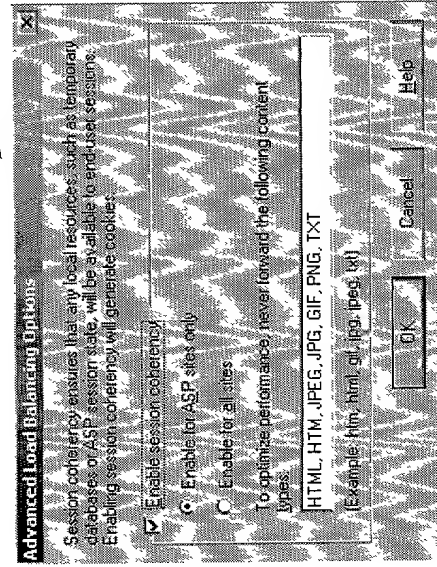 Advanced Load Balancing Options
Session coherency ensures that any local resources, such as temporary
databases or ASP session state, will be available to end-user sessions.
Enabling session coherency will generate cookies.
Enable session coherency
Enable for ASP sites only
Enable for all sites
To optimize performance, never forward the following content
types:
HTML, HTM, JPEG, JPG, GIF, PNG, TXT
(Example: htm, html, gif, jpg, jpeg, txt)
OK
Cancel
Help